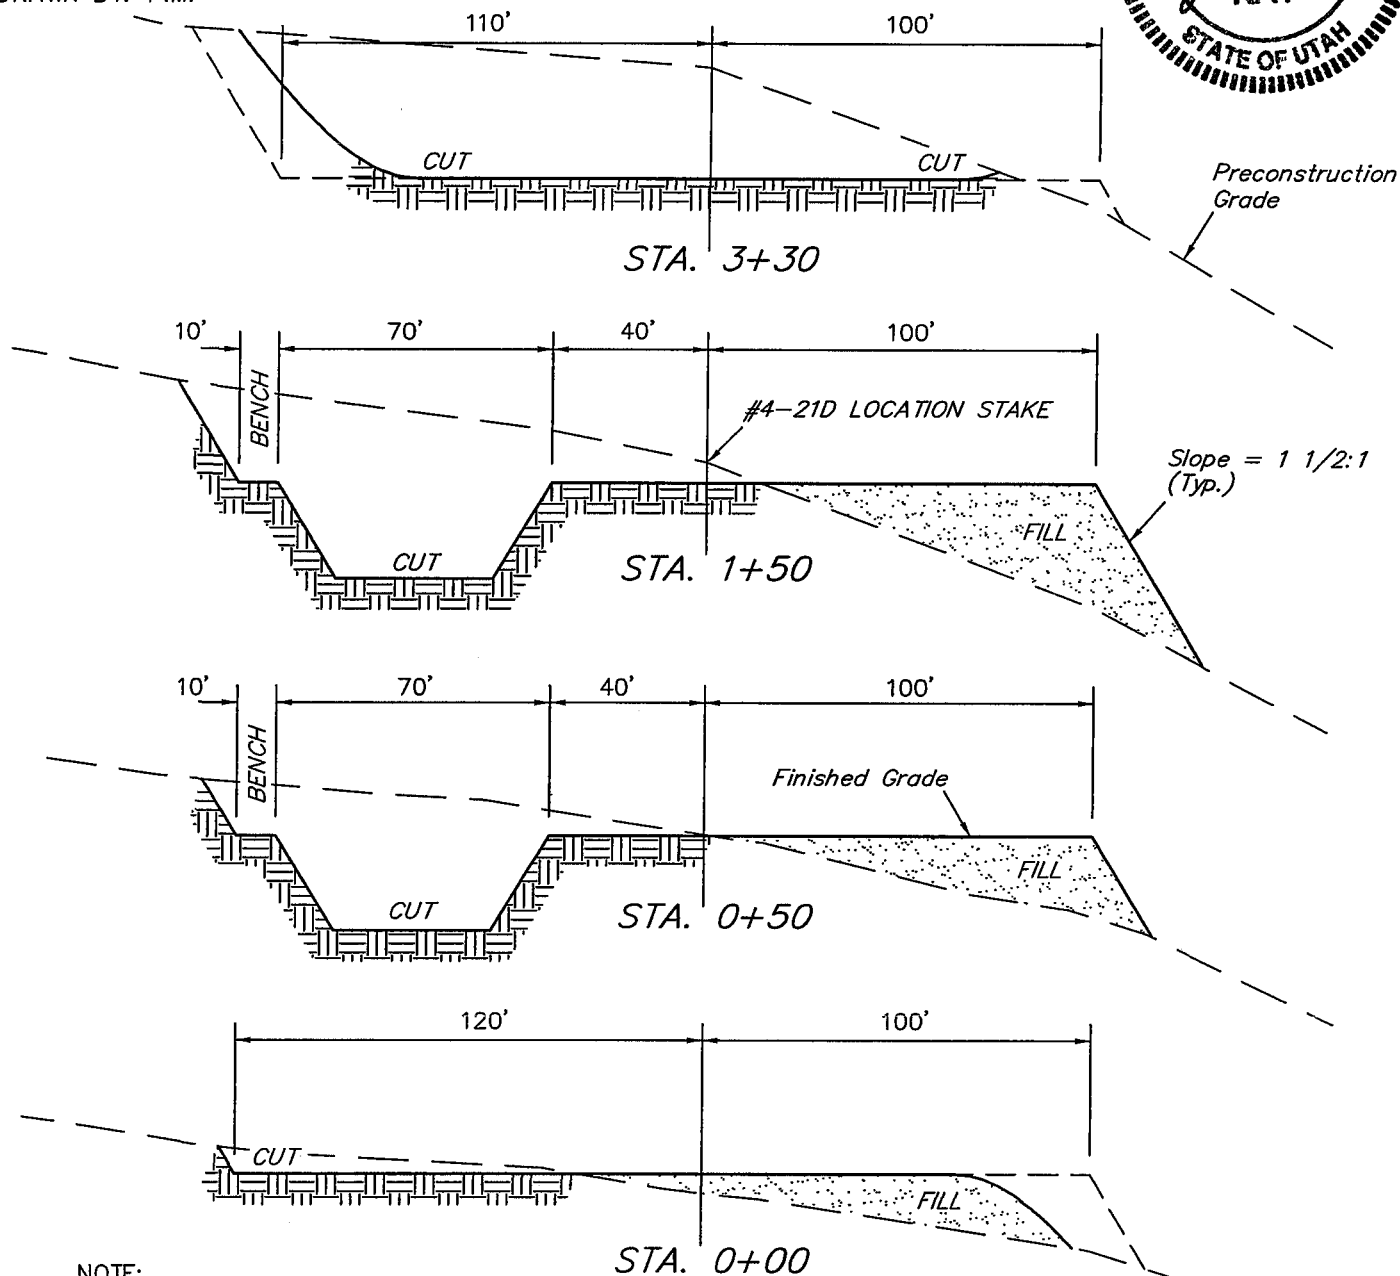 110'
100'
STATE OF UTAH
CUT
CUT
Preconstruction
Grade
STA. 3+30
10'
70'
40'
100'
BENCH
#4-21D LOCATION STAKE
Slope = 1 1/2:1
(Typ.)
FILL
CUT
STA. 1+50
10'
70'
40'
100'
BENCH
Finished Grade
FILL
CUT
STA. 0+50
120'
100'
CUT
FILL
STA. 0+00
NOTE: